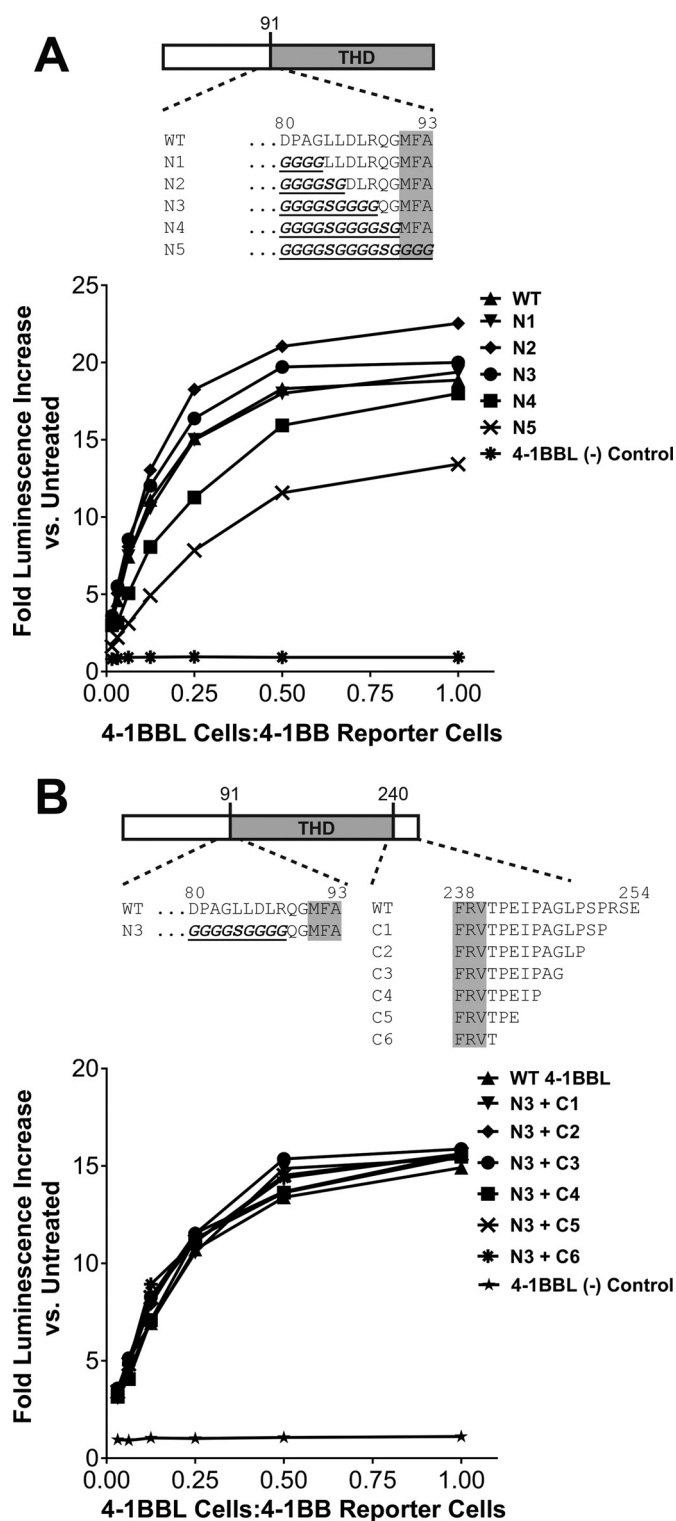 A
91
THD
80 93
WT ...DPAGLLDLRQGMFA
N1 ...GGGGLLDLRQGMFA
N2 ...GGGGSGDLRQGMFA
N3 ...GGGGSGGGGQGMFA
N4 ...GGGGSGGGGSGMFA
N5 ...GGGGSGGGGSGGGG
Fold Luminescence Increase
vs. Untreated
25
20
15
10
5
0
0.00 0.25 0.50 0.75 1.00
4-1BBL Cells:4-1BB Reporter Cells
WT
N1
N2
N3
N4
N5
4-1BBL (-) Control
B
91 240
THD
80 93
WT ...DPAGLLDLRQGMFA
N3 ...GGGGSGGGGQGMFA
238 254
WT FRVTPEIPAGLPSPRSE
C1 FRVTPEIPAGLPSP
C2 FRVTPEIPAGLP
C3 FRVTPEIPAG
C4 FRVTPEIP
C5 FRVTPE
C6 FRVT
Fold Luminescence Increase
vs. Untreated
20
15
10
5
0
0.00 0.25 0.50 0.75 1.00
4-1BBL Cells:4-1BB Reporter Cells
WT 4-1BBL
N3 + C1
N3 + C2
N3 + C3
N3 + C4
N3 + C5
N3 + C6
4-1BBL (-) Control